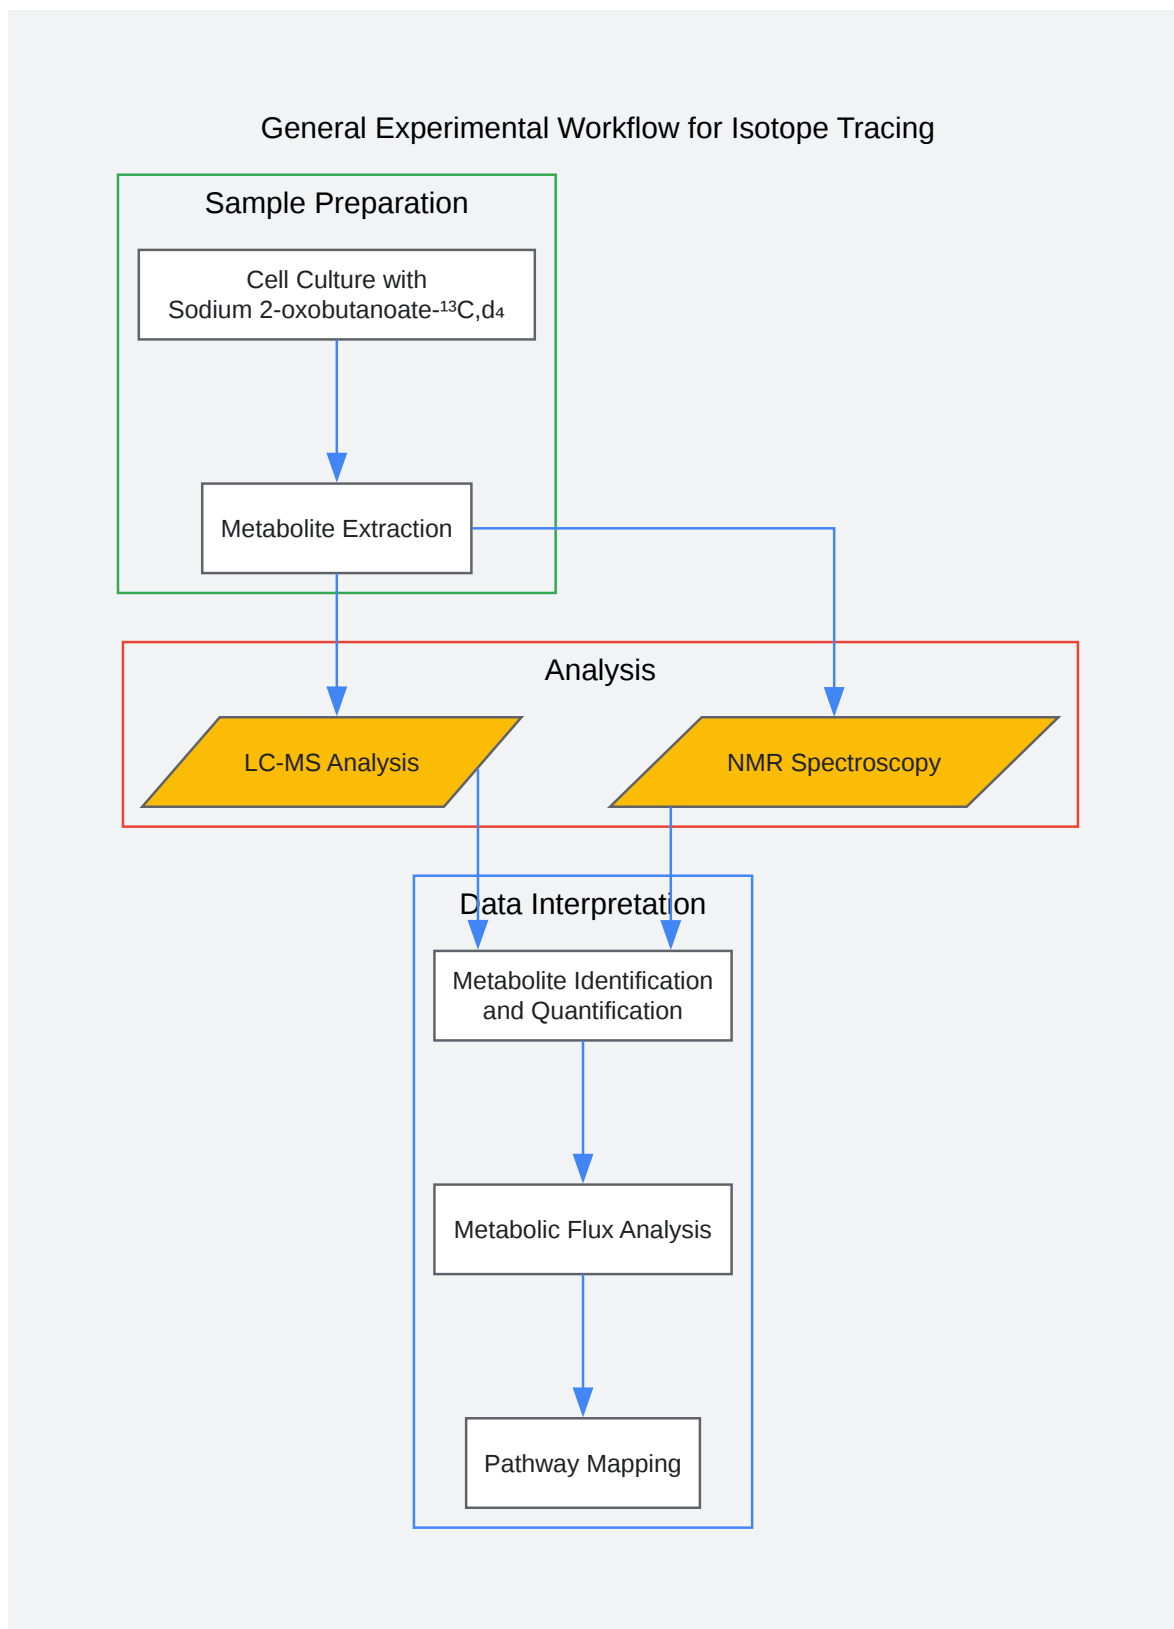 General Experimental Workflow for Isotope Tracing
Sample Preparation
Cell Culture with
Sodium 2-oxobutanoate-¹³C,d₄
Metabolite Extraction
Analysis
LC-MS Analysis
NMR Spectroscopy
Data Interpretation
Metabolite Identification
and Quantification
Metabolic Flux Analysis
Pathway Mapping